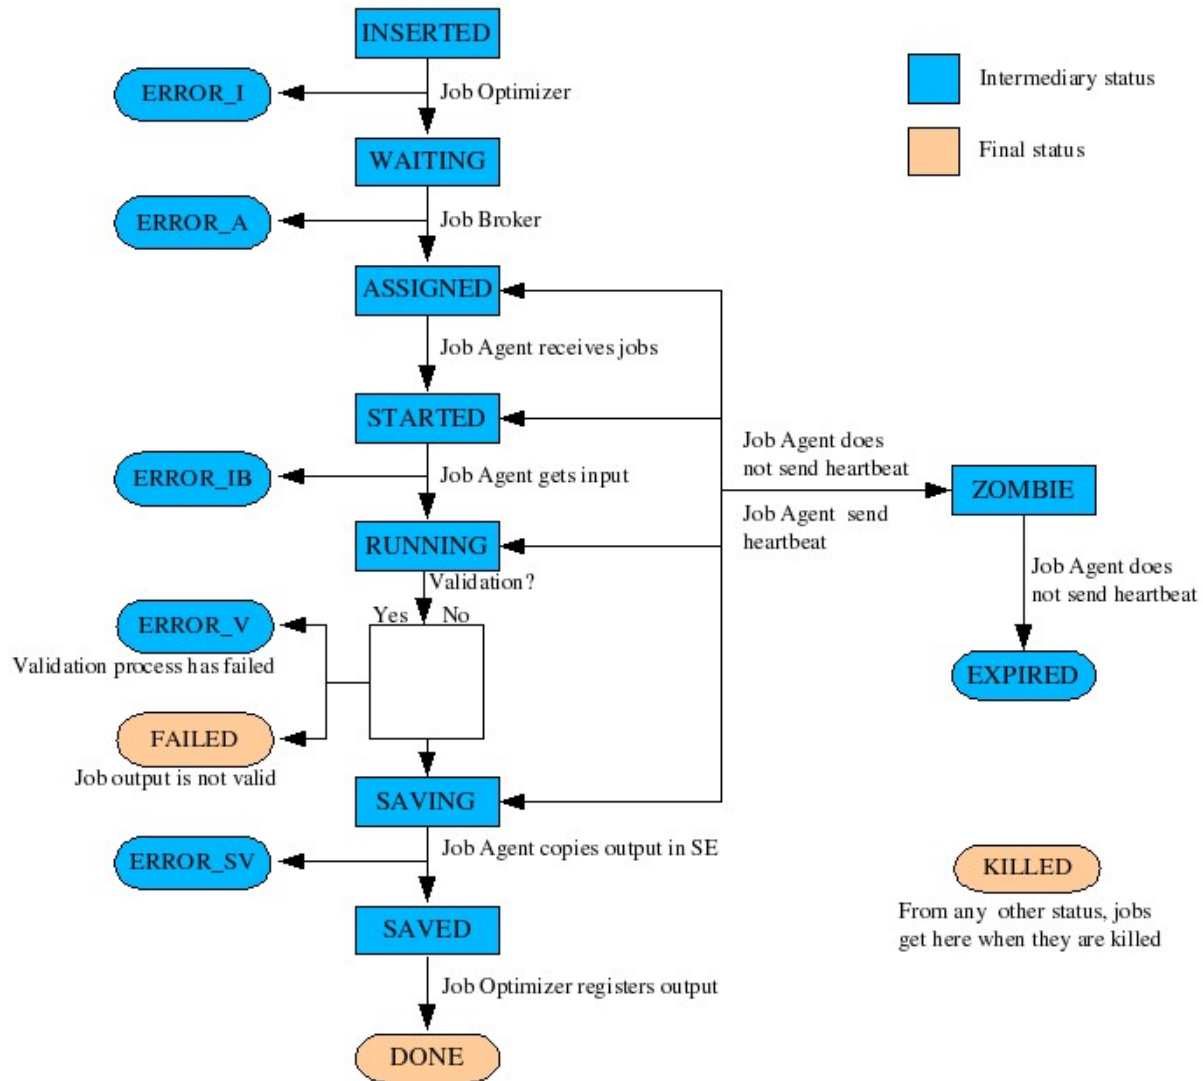 INSERTED
ERROR_I
Job Optimizer
Intermediary status
Final status
WAITING
ERROR_A
Job Broker
ASSIGNED
Job Agent receives jobs
STARTED
ERROR_IB
Job Agent gets input
Job Agent does
not send heartbeat
Job Agent send
heartbeat
ZOMBIE
RUNNING
Validation?
Yes No
Job Agent does
not send heartbeat
ERROR_V
Validation process has failed
EXPIRED
FAILED
Job output is not valid
SAVING
Job Agent copies output in SE
ERROR_SV
KILLED
From any other status, jobs
get here when they are killed
SAVED
Job Optimizer registers output
DONE